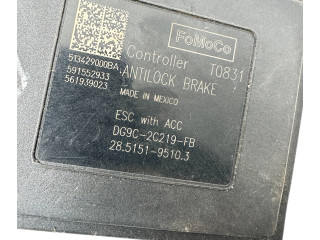 FoMoCo
Controller T0831
ANTILOCK BRAKE
513429000BA
591552933
561939023
MADE IN MEXICO
ESC with ACC
DG9C-2C219-FB
28.5151-9510.3